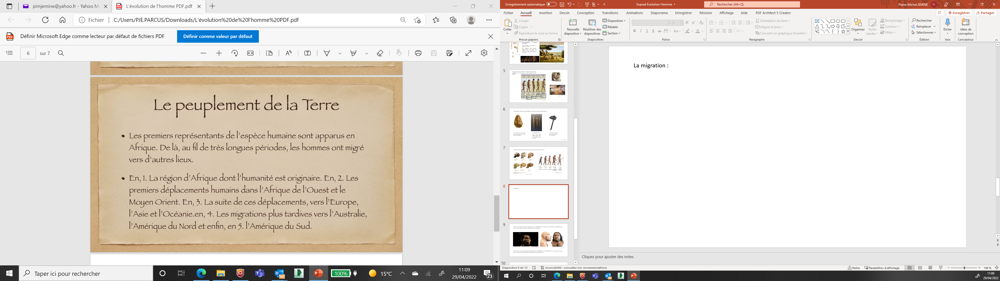 pimjemine@yahoo.fr - Yahoo Ma
L'évolution de l'homme PDF.pdf
Fichier
C:/Users/PJE.PARCUS/Downloads/L'évolution%20de%20l'homme%20PDF.pdf
Définir Microsoft Edge comme lecteur par défaut de fichiers PDF
Définir comme valeur par défaut
6 sur 7
Le peuplement de la Terre
Les premiers représentants de l'espèce humaine sont apparus en
Afrique. De là, au fil de très longues périodes, les hommes ont migré
vers d'autres lieux.
En, 1. La région d'Afrique dont l'humanité est originaire. En, 2. Les
premiers déplacements humains dans l'Afrique de l'Ouest et le
Moyen Orient. En, 3. La suite de ces déplacements, vers l'Europe,
l'Asie et l'Océanie.en, 4. Les migrations plus tardives vers l'Australie,
l'Amérique du Nord et enfin, en 5. l'Amérique du Sud.
Taper ici pour rechercher
100%
15°C
11:09
29/04/2022
23
Enregistrement automatique
Exposé Evolution Homme
Rechercher (Alt+Q)
Pierre-Michel JEMINE
PJ
Fichier Accueil Insertion Dessin Conception Transitions Animations Diaporama Enregistrer Révision Affichage Aide PDF Architect 5 Creator
Enregistrer
Partager
Coller
Couper
Copier
Reproduire la mise en forme
Presse-papiers
Nouvelle
diapositive
Réutiliser des
diapositives
Disposition
Rétablir
Section
Diapositives
9
Police
Orientation du texte
Aligner le texte
Convertir en graphique SmartArt
Paragraphe
Organiser
Styles
rapides
Remplissage
Contour
Effets
Dessin
Rechercher
Remplacer
Sélectionner
Édition
Dicter
Voix
Idées de
conception
Concepteur
5
6
7
8
9
10
La migration :
Cliquez pour ajouter des notes
Diapositive 8 de 10
Accessibilité : consultez nos recommandations
Notes
Paramètres d'affichage
108 %
11:09
29/04/2022